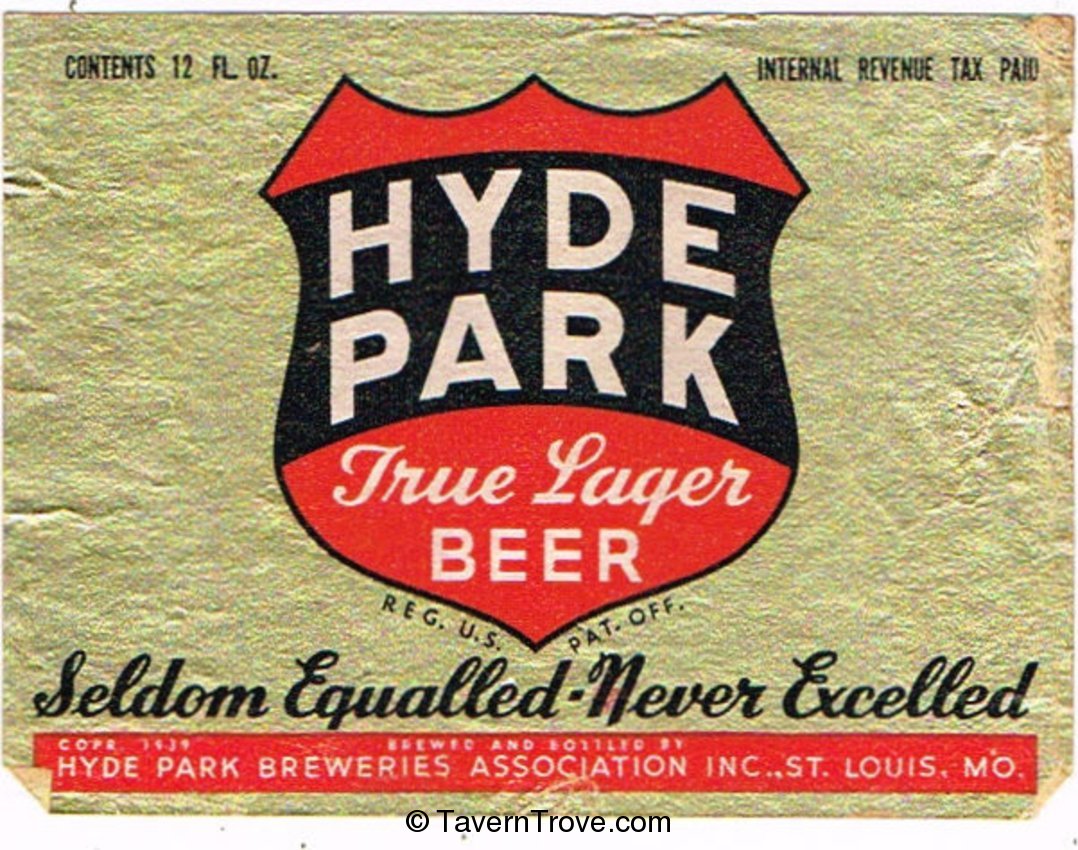 CONTENTS 12 FL. OZ.
INTERNAL REVENUE TAX PAID
HYDE
PARK
True Lager
BEER
REG. U.S. PAT. OFF.
Seldom Equalled-Never Excelled
COPR. 1939 BREWED AND BOTTLED BY
HYDE PARK BREWERIES ASSOCIATION INC., ST. LOUIS, MO.
© TavernTrove.com